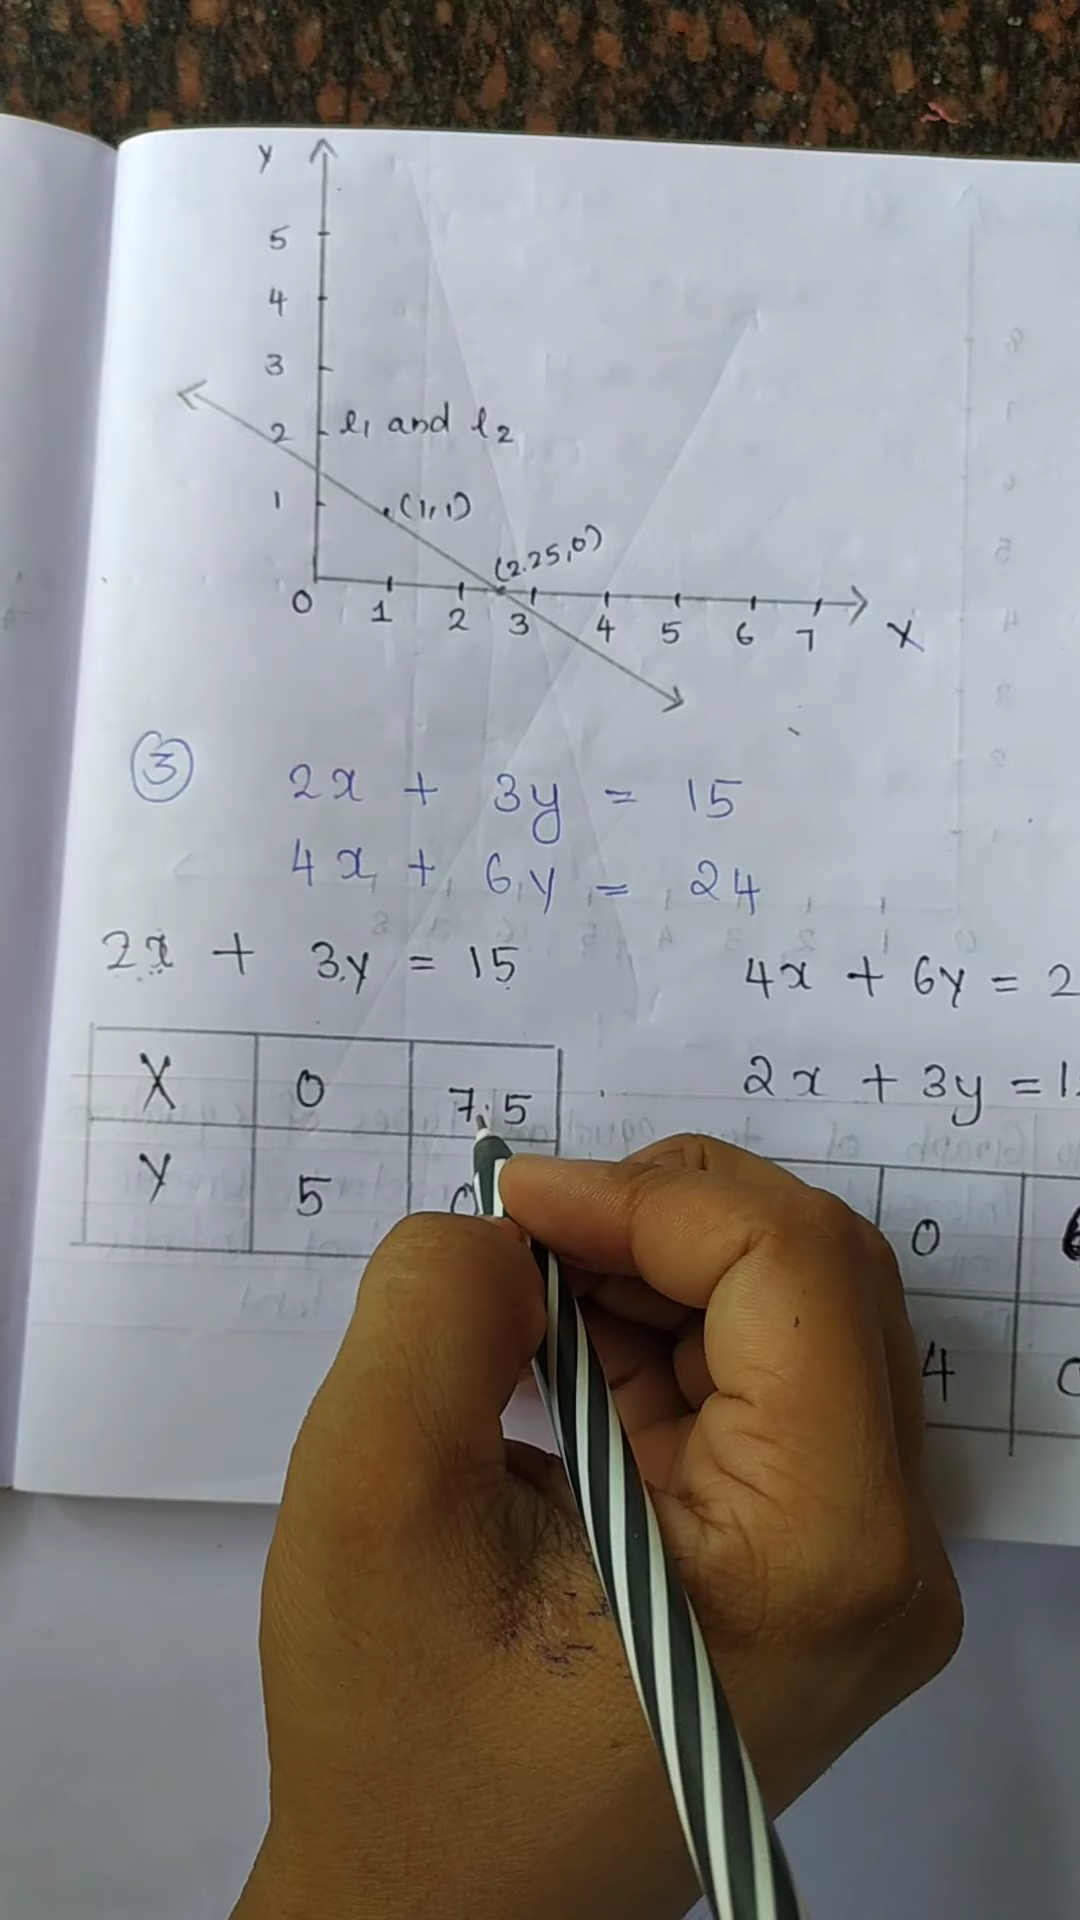 Y
5
4
3
2 ℓ₁ and ℓ₂
1 (1,1)
(2.25,0)
0 1 2 3 4 5 6 7 X
③ 2x + 3y = 15
4x + 6y = 24
2x + 3y = 15
4x + 6y = 2
2x + 3y = 1
X 0 7.5
Y 5 0
0
4 0